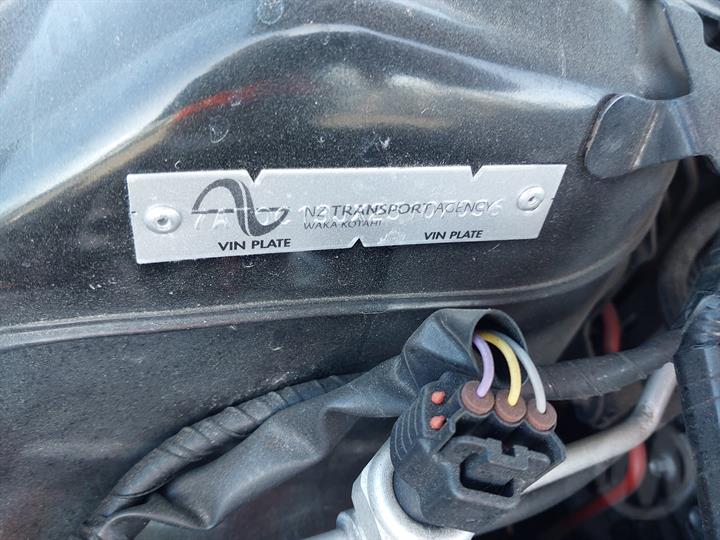 NZ TRANSPORT AGENCY
WAKA KOTAHI
VIN PLATE
VIN PLATE